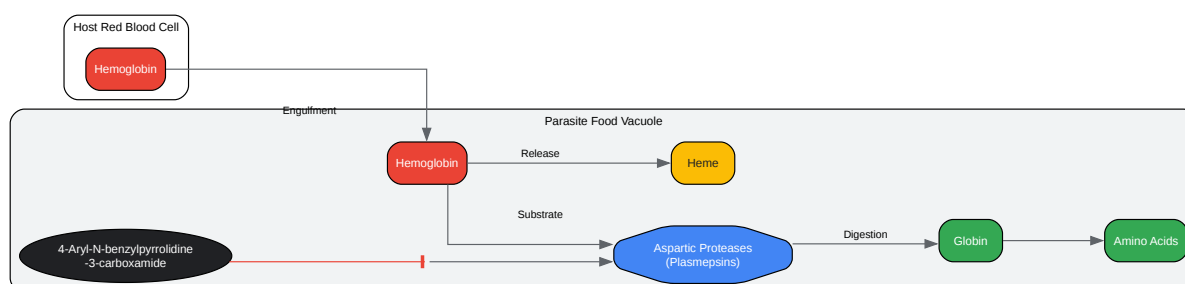 Host Red Blood Cell
Hemoglobin
Engulfment
Parasite Food Vacuole
Hemoglobin
Release
Heme
Substrate
4-Aryl-N-benzylpyrrolidine
-3-carboxamide
Aspartic Proteases
(Plasmepsins)
Digestion
Globin
Amino Acids